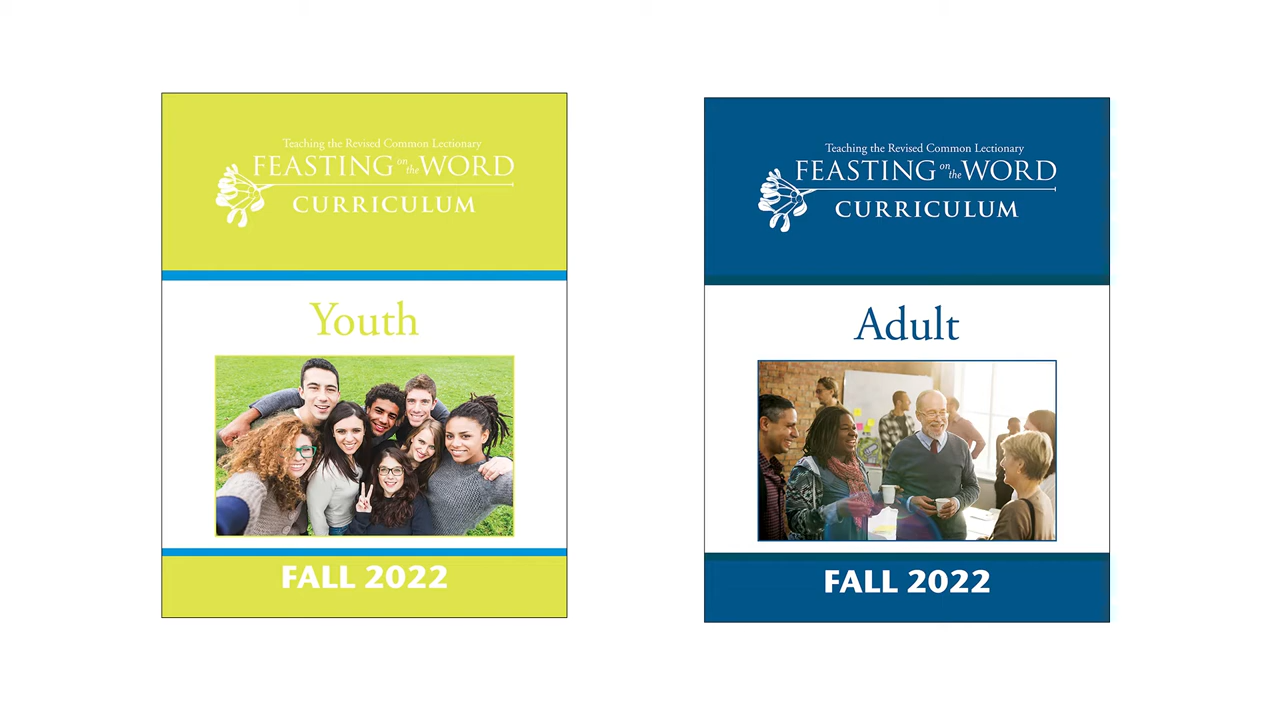 Teaching the Revised Common Lectionary
FEASTING on the WORD
CURRICULUM
Youth
FALL 2022
Teaching the Revised Common Lectionary
FEASTING on the WORD
CURRICULUM
Adult
FALL 2022